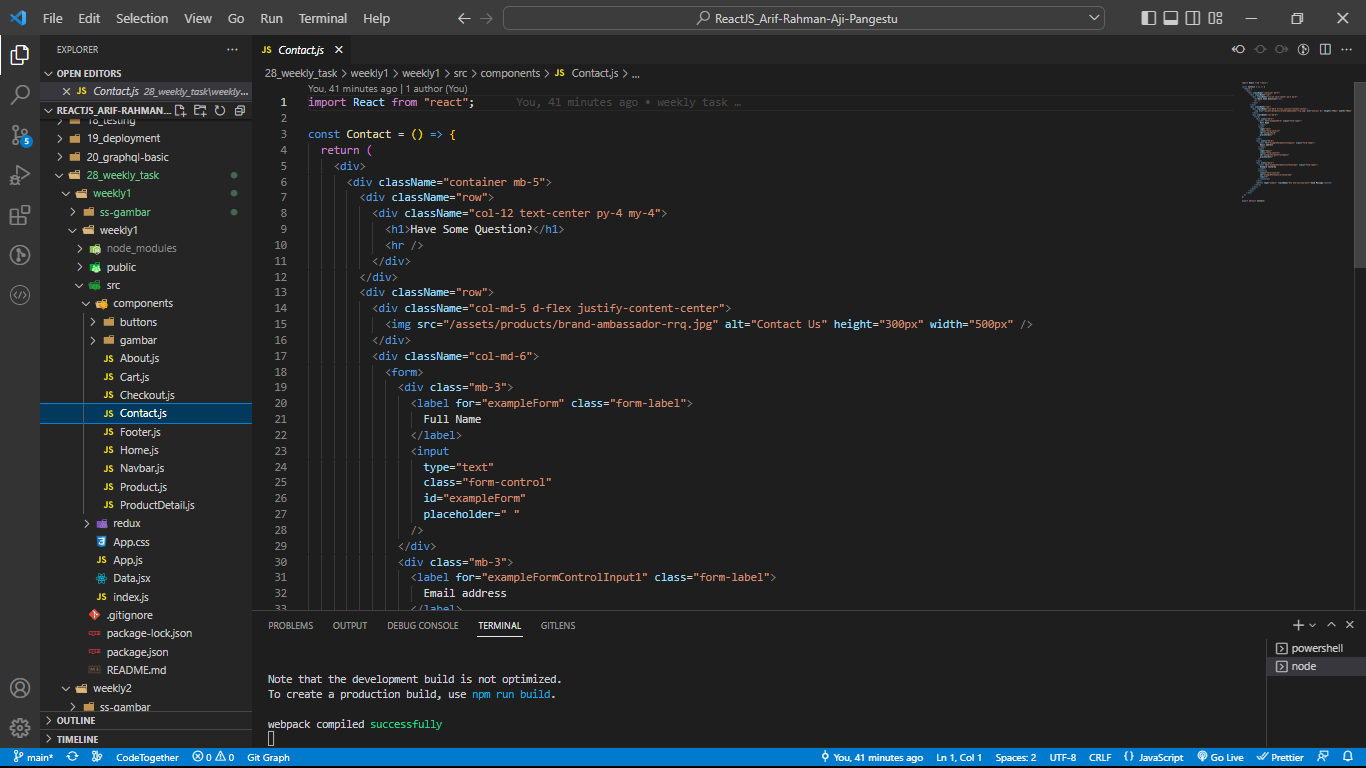 File Edit Selection View Go Run Terminal Help
ReactJS_Arif-Rahman-Aji-Pangestu
EXPLORER
OPEN EDITORS
JS Contact.js 28_weekly_task\weekly...
REACTJS_ARIF-RAHMAN...
18_testing
19_deployment
20_graphql-basic
28_weekly_task
weekly1
ss-gambar
weekly1
node_modules
public
src
components
buttons
gambar
JS About.js
JS Cart.js
JS Checkout.js
JS Contact.js
JS Footer.js
JS Home.js
JS Navbar.js
JS Product.js
JS ProductDetail.js
redux
App.css
JS App.js
Data.jsx
JS index.js
.gitignore
package-lock.json
package.json
README.md
weekly2
ss-gambar
OUTLINE
TIMELINE
5
JS Contact.js
28_weekly_task > weekly1 > weekly1 > src > components > JS Contact.js > ...
You, 41 minutes ago | 1 author (You)
1 import React from "react"; You, 41 minutes ago • weekly task …
2
3 const Contact = () => {
4 return (
5 <div>
6 <div className="container mb-5">
7 <div className="row">
8 <div className="col-12 text-center py-4 my-4">
9 <h1>Have Some Question?</h1>
10 <hr />
11 </div>
12 </div>
13 <div className="row">
14 <div className="col-md-5 d-flex justify-content-center">
15 <img src="/assets/products/brand-ambassador-rrq.jpg" alt="Contact Us" height="300px" width="500px" />
16 </div>
17 <div className="col-md-6">
18 <form>
19 <div class="mb-3">
20 <label for="exampleForm" class="form-label">
21 Full Name
22 </label>
23 <input
24 type="text"
25 class="form-control"
26 id="exampleForm"
27 placeholder=" "
28 />
29 </div>
30 <div class="mb-3">
31 <label for="exampleFormControlInput1" class="form-label">
32 Email address
33 </label>
PROBLEMS OUTPUT DEBUG CONSOLE TERMINAL GITLENS
Note that the development build is not optimized.
To create a production build, use npm run build.
webpack compiled successfully
powershell
node
main* CodeTogether 0 0 Git Graph You, 41 minutes ago Ln 1, Col 1 Spaces: 2 UTF-8 CRLF JavaScript Go Live Prettier